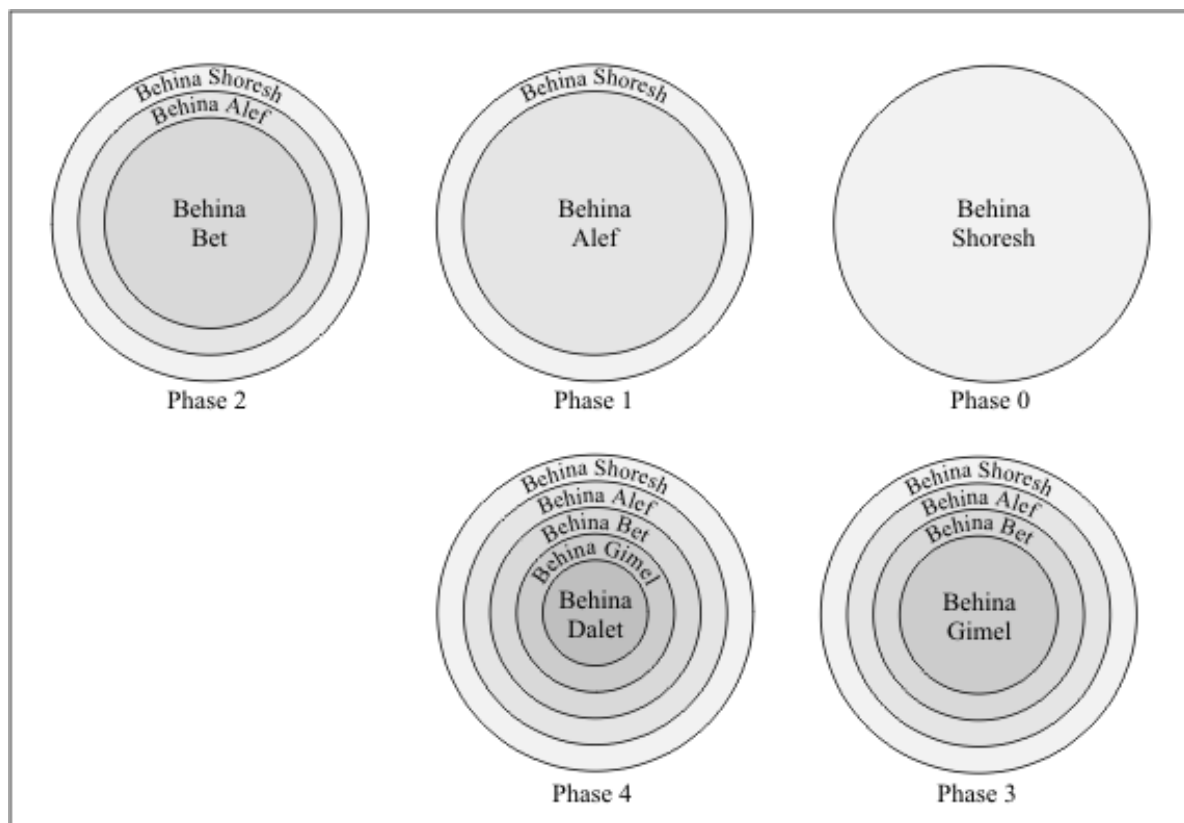 Behina Shoresh
Behina Alef
Behina
Bet
Phase 2
Behina Shoresh
Behina
Alef
Phase 1
Behina
Shoresh
Phase 0
Behina Shoresh
Behina Alef
Behina Bet
Behina Gimel
Behina
Dalet
Phase 4
Behina Shoresh
Behina Alef
Behina Bet
Behina
Gimel
Phase 3